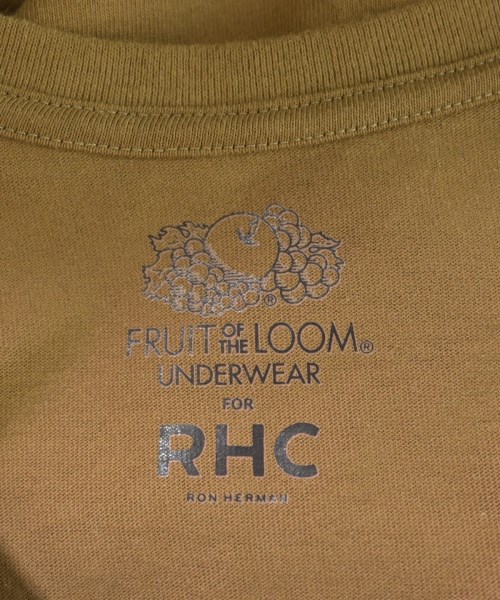 ®
FRUIT OF THE LOOM®
UNDERWEAR
FOR
RHC
RON HERMAN